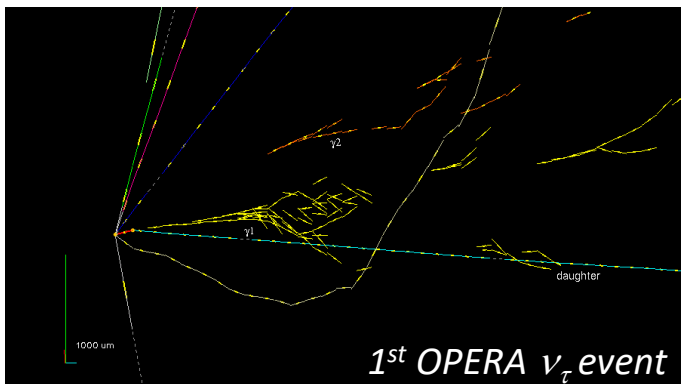 γ2
γ1
daughter
1000 um
1st OPERA ντ event